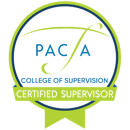 PACFA
COLLEGE OF SUPERVISION
CERTIFIED SUPERVISOR